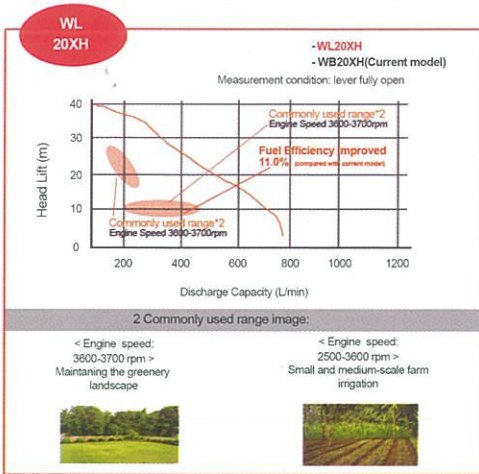 WL
20XH
-WL20XH
- WB20XH(Current model)
Measurement condition: lever fully open
Head Lift (m)
40
30
20
10
0
Commonly used range*2
Engine Speed 3600-3700rpm
Fuel Efficiency Improved
11.0% (compared with current model)
Commonly used range*2
Engine Speed 3600-3700rpm
200 400 600 800 1000 1200
Discharge Capacity (L/min)
2 Commonly used range image:
< Engine speed:
3600-3700 rpm >
Maintaning the greenery
landscape
< Engine speed:
2500-3600 rpm >
Small and medium-scale farm
irrigation